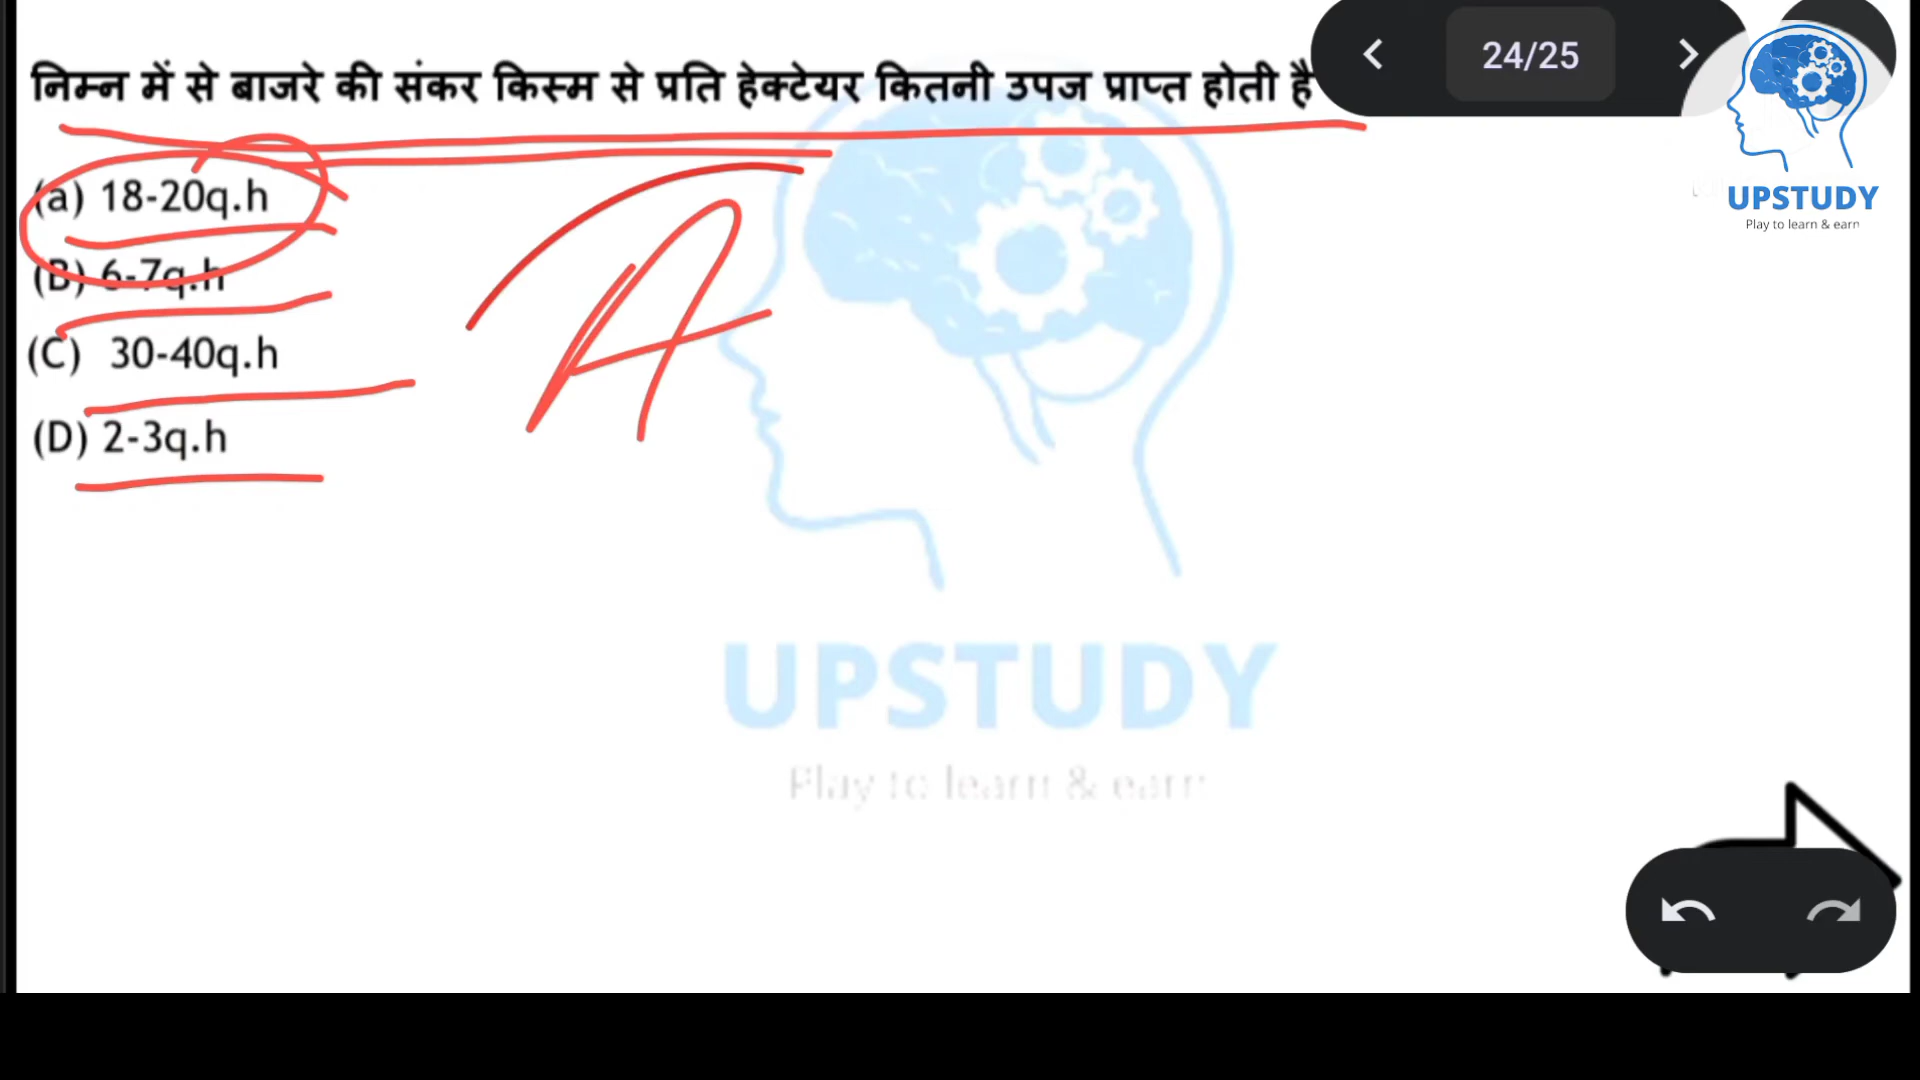 24/25
UPSTUDY
Play to learn & earn
निम्न में से बाजरे की संकर किस्म से प्रति हेक्टेयर कितनी उपज प्राप्त होती है
(a) 18-20q.h
(B) 6-7q.h
(C) 30-40q.h
(D) 2-3q.h
A
UPSTUDY
Play to learn & earn